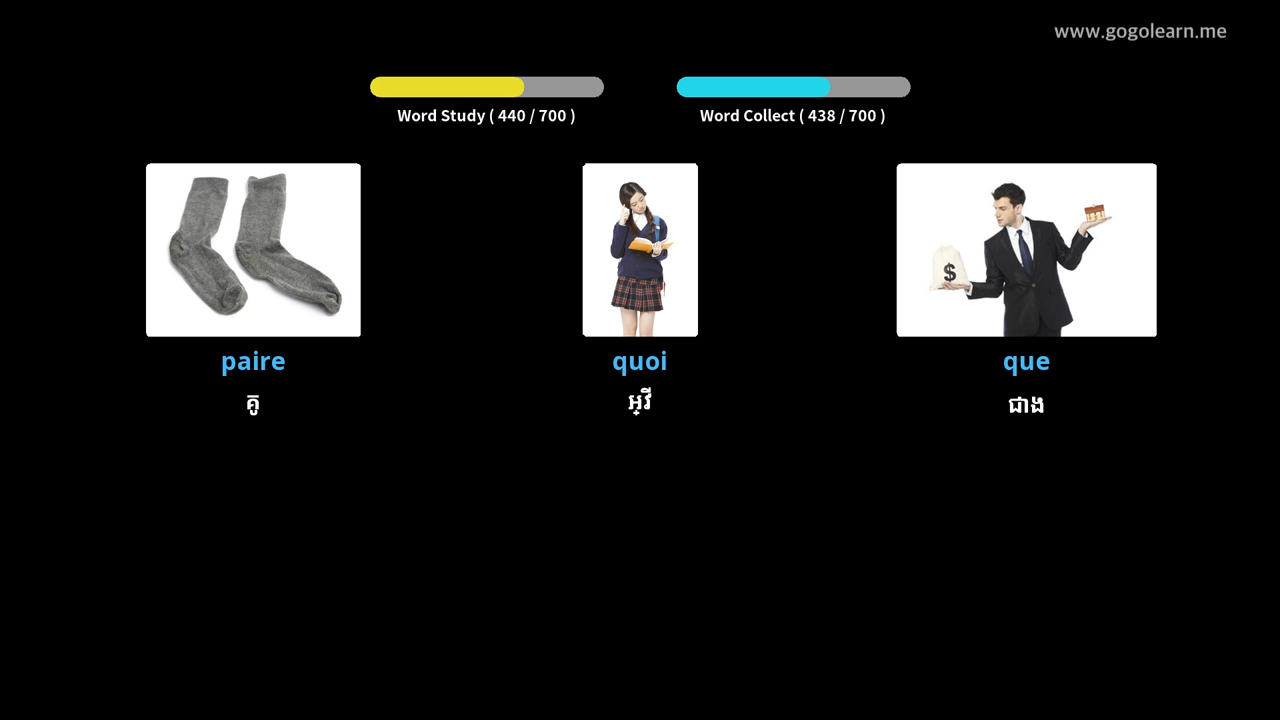 www.gogolearn.me
Word Study ( 440 / 700 )
Word Collect ( 438 / 700 )
$
paire
quoi
que
គូ
អ្វី
ជាង